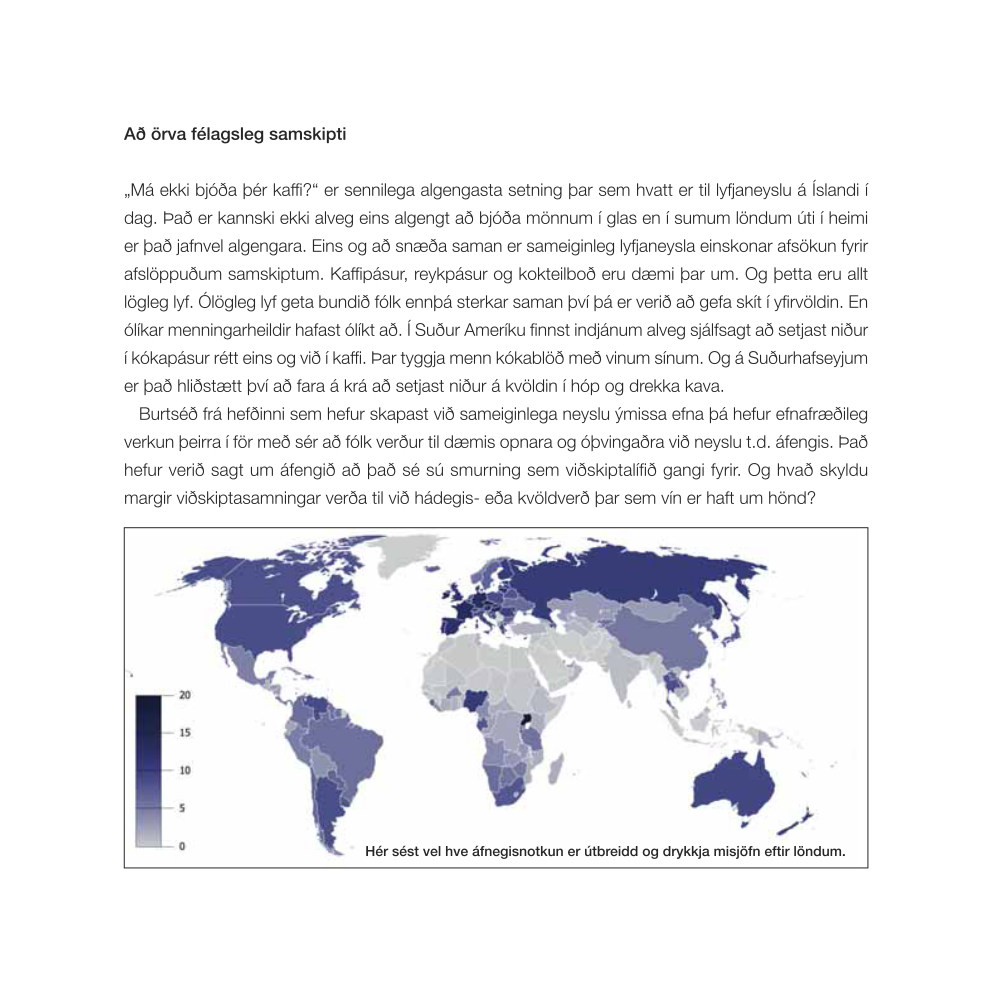 Að örva félagsleg samskipti
„Má ekki bjóða þér kaffi?“ er sennilega algengasta setning þar sem hvatt er til lyfjaneyslu á Íslandi í
dag. Það er kannski ekki alveg eins algengt að bjóða mönnum í glas en í sumum löndum úti í heimi
er það jafnvel algengara. Eins og að snæða saman er sameiginleg lyfjaneysla einskonar afsökun fyrir
afslöppuðum samskiptum. Kaffipásur, reykpásur og kokteilboð eru dæmi þar um. Og þetta eru allt
lögleg lyf. Ólögleg lyf geta bundið fólk ennþá sterkar saman því þá er verið að gefa skít í yfirvöldin. En
ólíkar menningarheildir hafast ólíkt að. Í Suður Ameríku finnst indjánum alveg sjálfsagt að setjast niður
í kókapásur rétt eins og við í kaffi. Þar tyggja menn kókablöð með vinum sínum. Og á Suðurhafseyjum
er það hliðstætt því að fara á krá að setjast niður á kvöldin í hóp og drekka kava.
Burtséð frá hefðinni sem hefur skapast við sameiginlega neyslu ýmissa efna þá hefur efnafræðileg
verkun þeirra í för með sér að fólk verður til dæmis opnara og óþvingaðra við neyslu t.d. áfengis. Það
hefur verið sagt um áfengið að það sé sú smurning sem viðskiptalífið gangi fyrir. Og hvað skyldu
margir viðskiptasamningar verða til við hádegis- eða kvöldverð þar sem vín er haft um hönd?
20
15
10
5
0
Hér sést vel hve áfnegisnotkun er útbreidd og drykkja misjöfn eftir löndum.